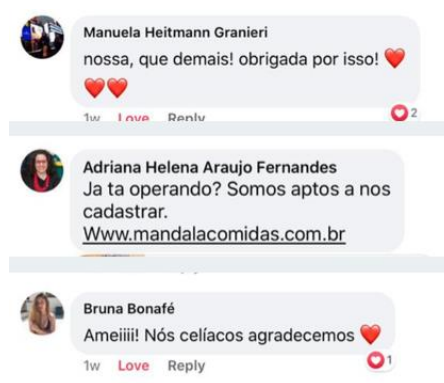 Manuela Heitmann Granieri
nossa, que demais! obrigada por isso! ❤️
❤️❤️
1w Love Reply 2
Adriana Helena Araujo Fernandes
Ja ta operando? Somos aptos a nos
cadastrar.
Www.mandalacomidas.com.br
Bruna Bonafé
Ameiiii! Nós celíacos agradecemos ❤️
1w Love Reply 1